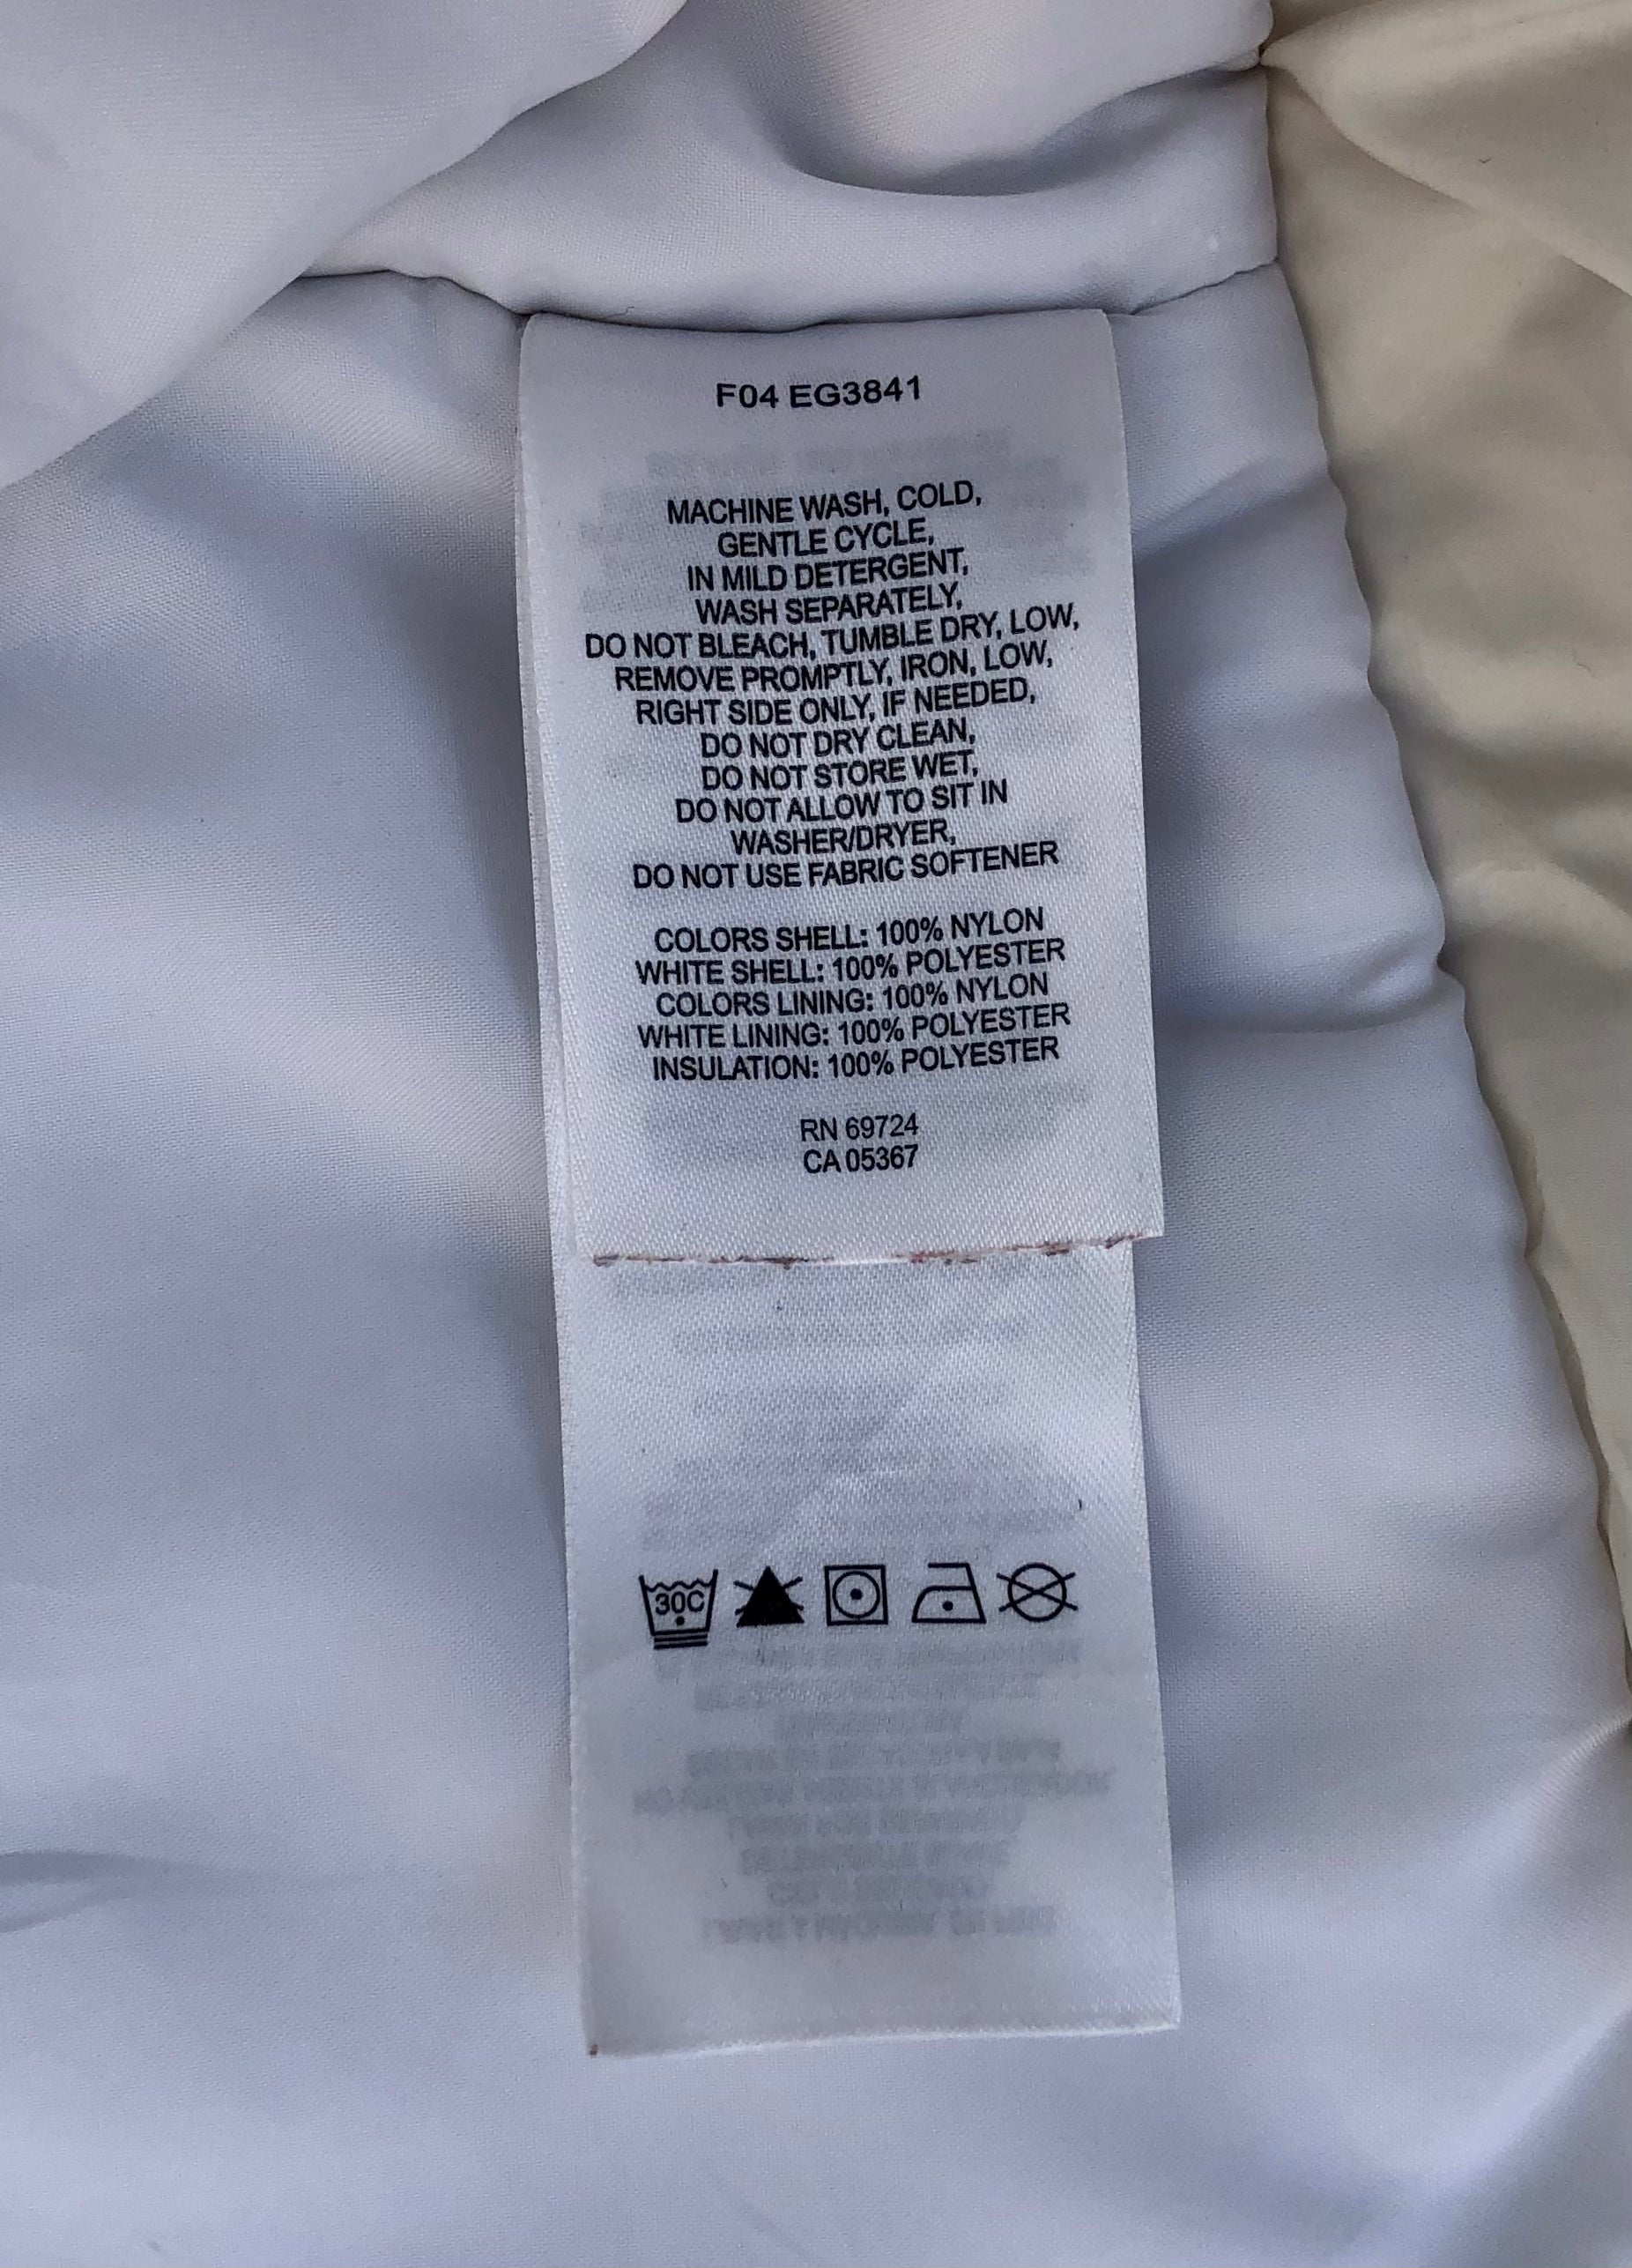 F04 EG3841
MACHINE WASH, COLD,
GENTLE CYCLE,
IN MILD DETERGENT,
WASH SEPARATELY,
DO NOT BLEACH, TUMBLE DRY, LOW,
REMOVE PROMPTLY, IRON, LOW,
RIGHT SIDE ONLY, IF NEEDED,
DO NOT DRY CLEAN,
DO NOT STORE WET,
DO NOT ALLOW TO SIT IN
WASHER/DRYER,
DO NOT USE FABRIC SOFTENER
COLORS SHELL: 100% NYLON
WHITE SHELL: 100% POLYESTER
COLORS LINING: 100% NYLON
WHITE LINING: 100% POLYESTER
INSULATION: 100% POLYESTER
RN 69724
CA 05367
30C